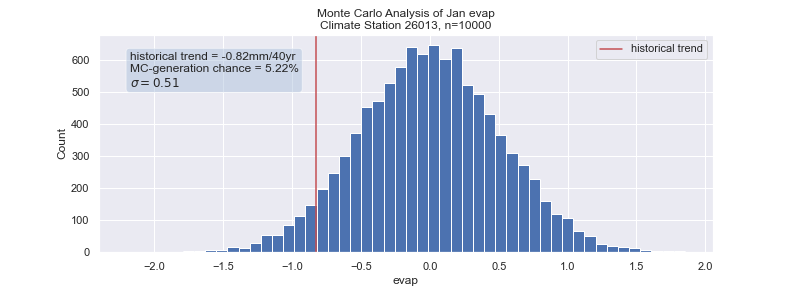 Monte Carlo Analysis of Jan evap
Climate Station 26013, n=10000
historical trend = -0.82mm/40yr
MC-generation chance = 5.22%
σ = 0.51
historical trend
Count
600
500
400
300
200
100
0
−2.0 −1.5 −1.0 −0.5 0.0 0.5 1.0 1.5 2.0
evap